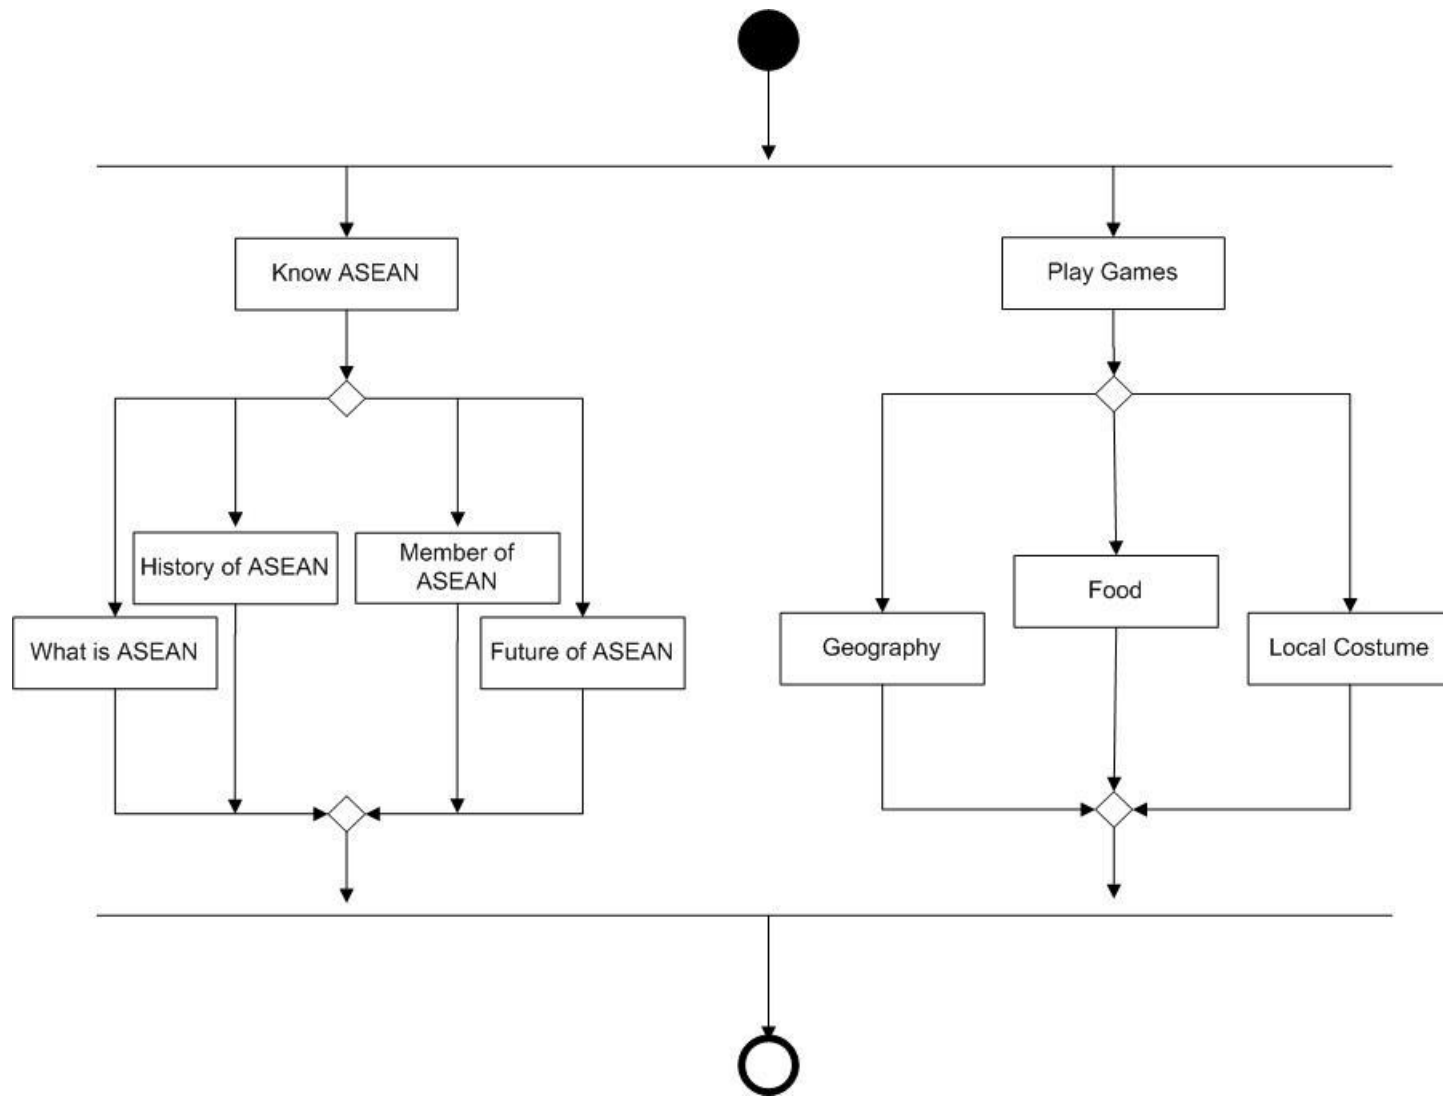 Know ASEAN
Play Games
History of ASEAN
Member of
ASEAN
What is ASEAN
Future of ASEAN
Food
Geography
Local Costume